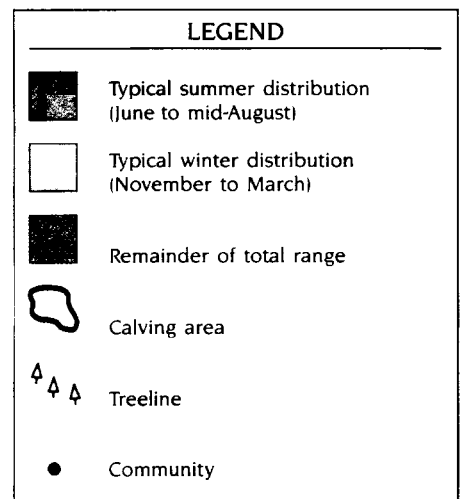 LEGEND
Typical summer distribution
(June to mid-August)
Typical winter distribution
(November to March)
Remainder of total range
Calving area
Treeline
Community